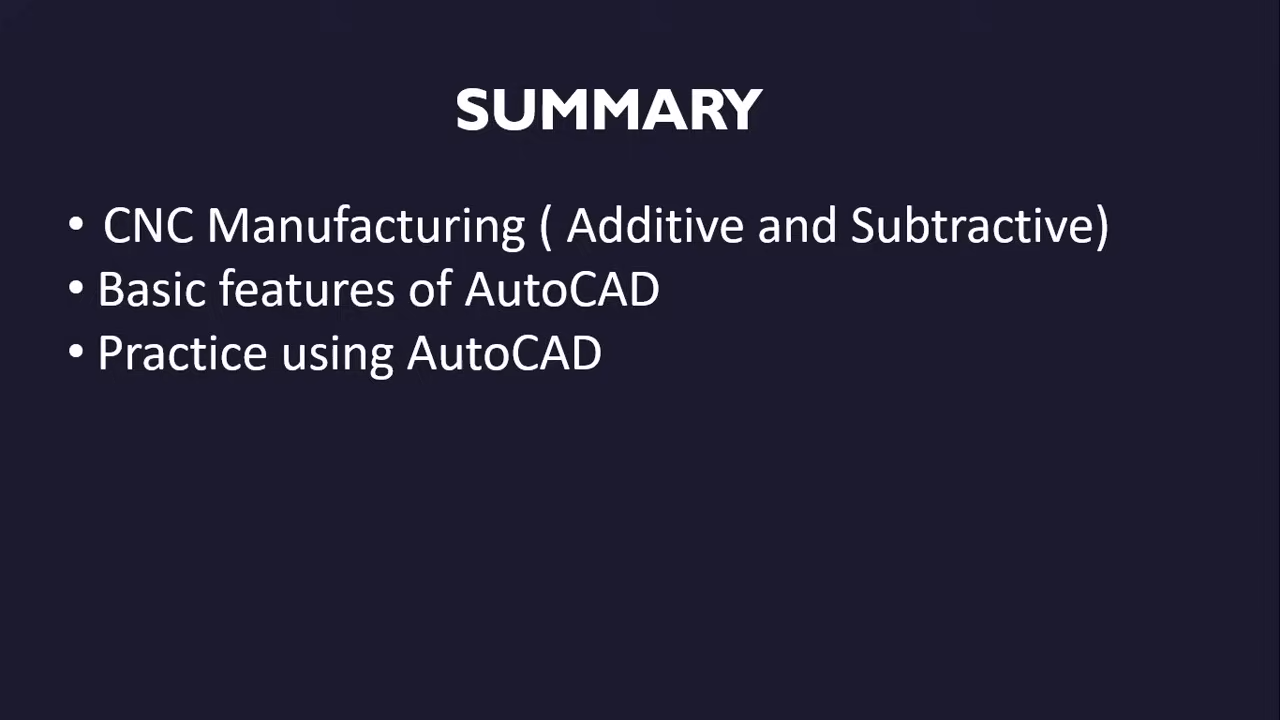 SUMMARY
• CNC Manufacturing ( Additive and Subtractive)
• Basic features of AutoCAD
• Practice using AutoCAD